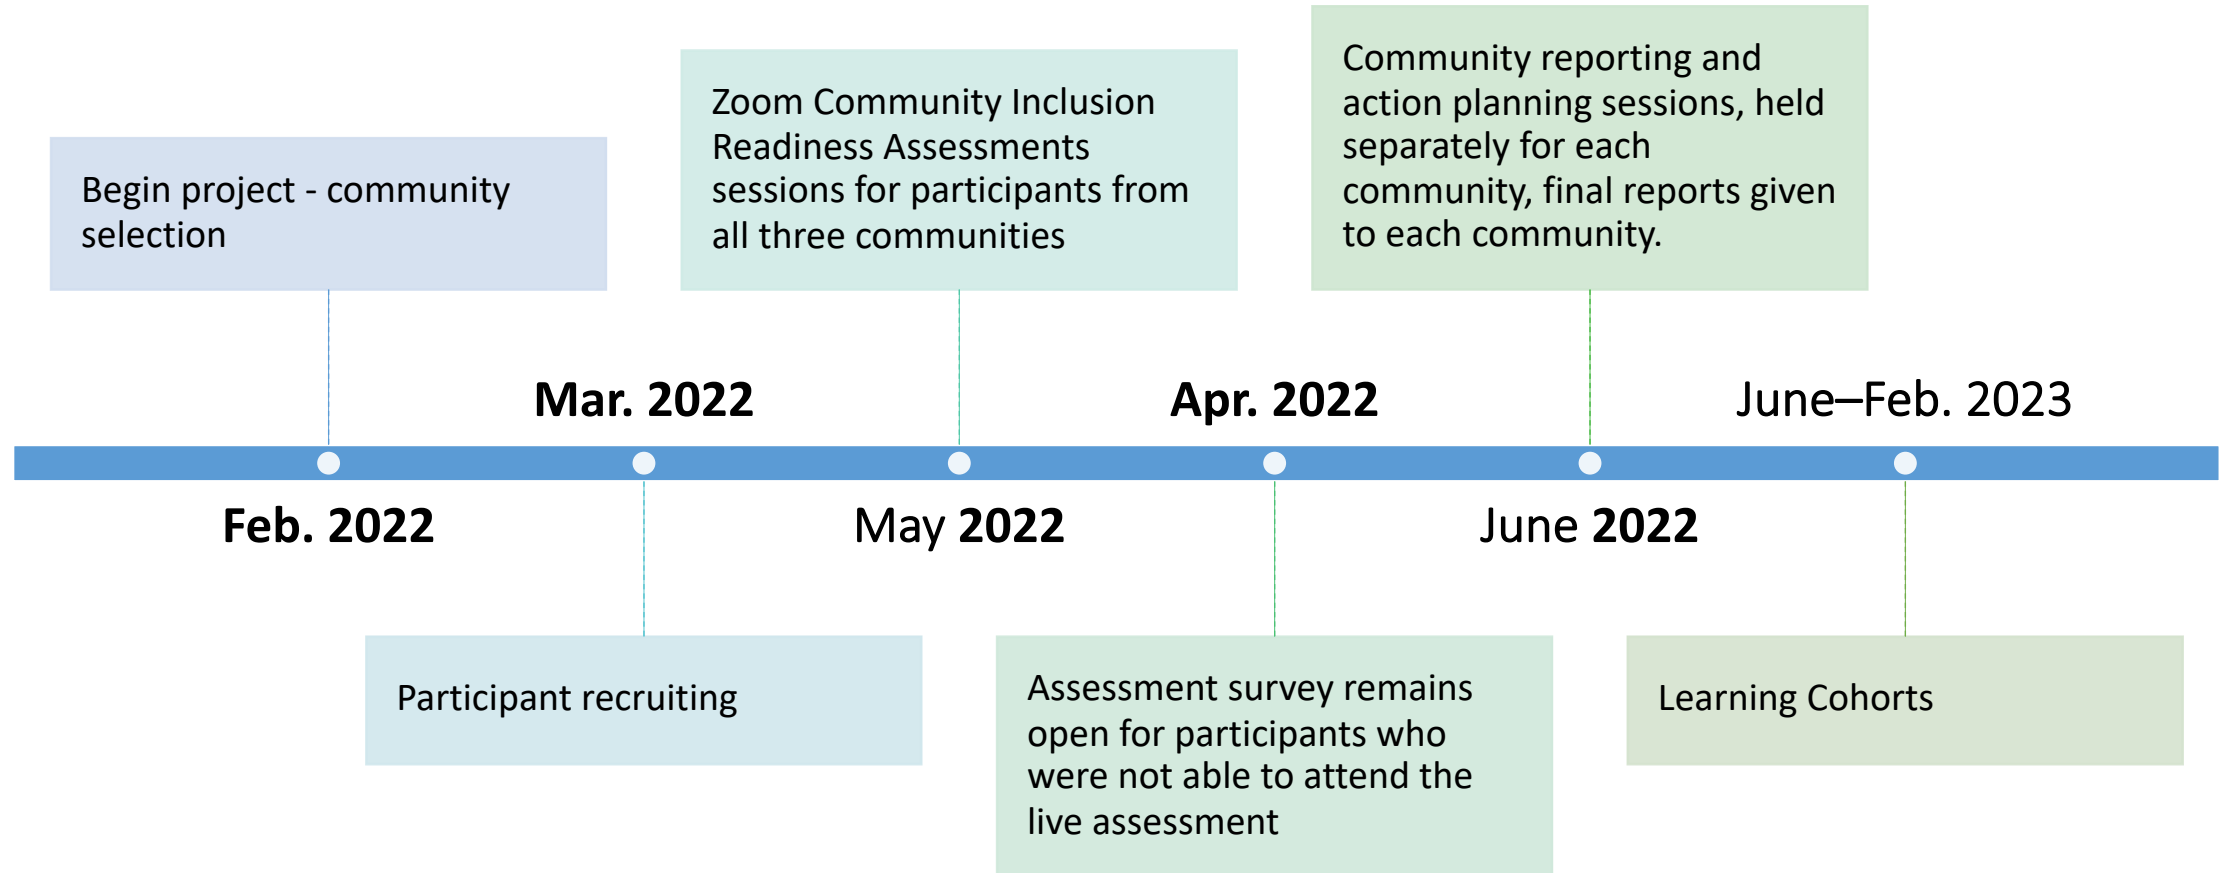 Begin project - community
selection
Zoom Community Inclusion
Readiness Assessments
sessions for participants from
all three communities
Community reporting and
action planning sessions, held
separately for each
community, final reports given
to each community.
Mar. 2022
Apr. 2022
June–Feb. 2023
Feb. 2022
May 2022
June 2022
Participant recruiting
Assessment survey remains
open for participants who
were not able to attend the
live assessment
Learning Cohorts